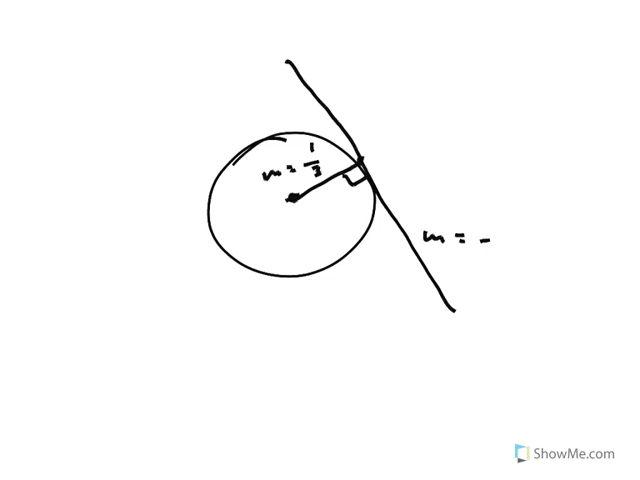 m = 1/3
m = -
ShowMe.com